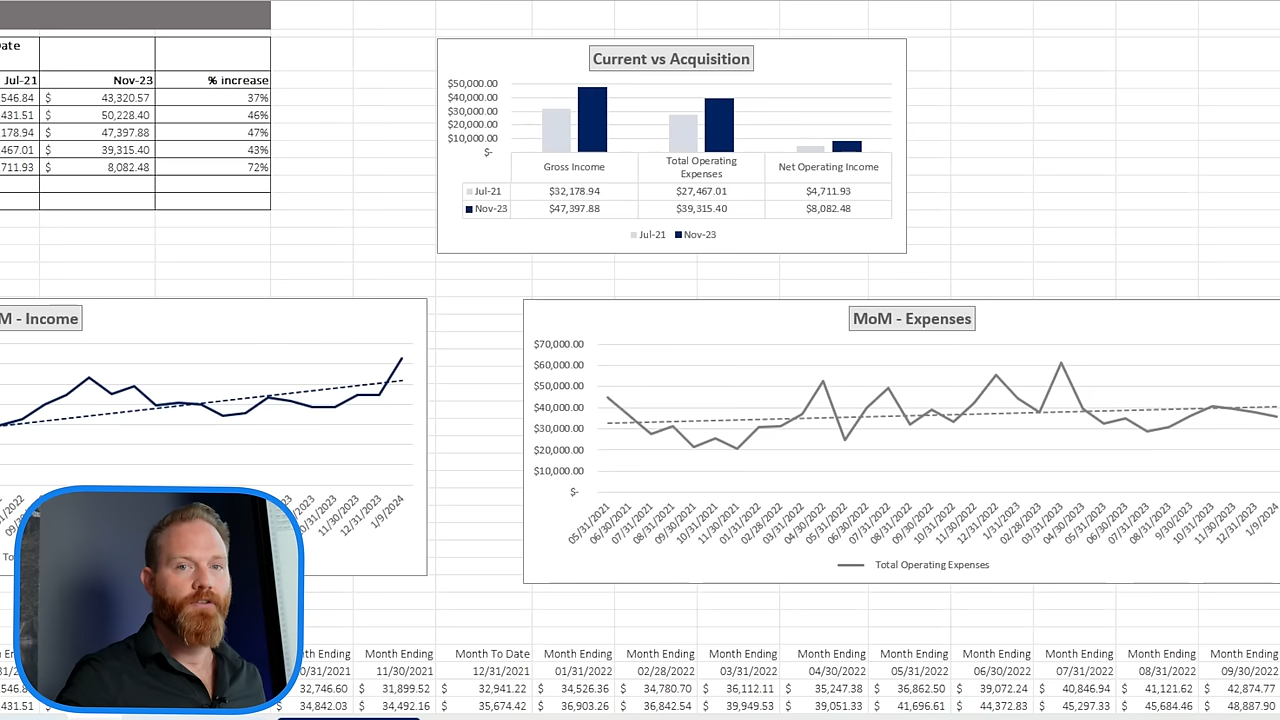 ate
Jul-21 Nov-23 % increase
546.84 $ 43,320.57 37%
431.51 $ 50,228.40 46%
178.94 $ 47,397.88 47%
467.01 $ 39,315.40 43%
711.93 $ 8,082.48 72%
Current vs Acquisition
$50,000.00
$40,000.00
$30,000.00
$20,000.00
$10,000.00
$-
Gross Income Total Operating Expenses Net Operating Income
Jul-21 $32,178.94 $27,467.01 $4,711.93
Nov-23 $47,397.88 $39,315.40 $8,082.48
Jul-21 Nov-23
M - Income
10/31/2023 11/30/2023 12/31/2023 1/9/2024
MoM - Expenses
$70,000.00
$60,000.00
$50,000.00
$40,000.00
$30,000.00
$20,000.00
$10,000.00
$-
05/31/2021 06/30/2021 07/31/2021 08/31/2021 09/30/2021 10/31/2021 11/30/2021 01/31/2022 02/28/2022 03/31/2022 04/30/2022 05/31/2022 06/30/2022 07/31/2022 08/31/2022 09/30/2022 10/31/2022 11/30/2022 12/31/2022 1/31/2023 02/28/2023 03/31/2023 04/30/2023 05/31/2023 06/30/2023 07/31/2023 08/31/2023 9/30/2023 10/31/2023 11/30/2023 12/31/2023 1/9/2024
Total Operating Expenses
Month Ending Month To Date Month Ending Month Ending Month Ending Month Ending Month Ending Month Ending Month Ending Month Ending Month Ending
11/30/2021 12/31/2021 01/31/2022 02/28/2022 03/31/2022 04/30/2022 05/31/2022 06/30/2022 07/31/2022 08/31/2022 09/30/2022
32,746.60 $ 31,899.52 $ 32,941.22 $ 34,526.36 $ 34,780.70 $ 36,112.11 $ 35,247.38 $ 36,862.50 $ 39,072.24 $ 40,846.94 $ 41,121.62 $ 42,874.77
431.51 34,842.03 $ 34,492.16 $ 35,674.42 $ 36,903.26 $ 36,842.54 $ 39,949.53 $ 39,051.33 $ 41,696.61 $ 44,372.83 $ 45,297.33 $ 45,684.46 $ 48,887.90